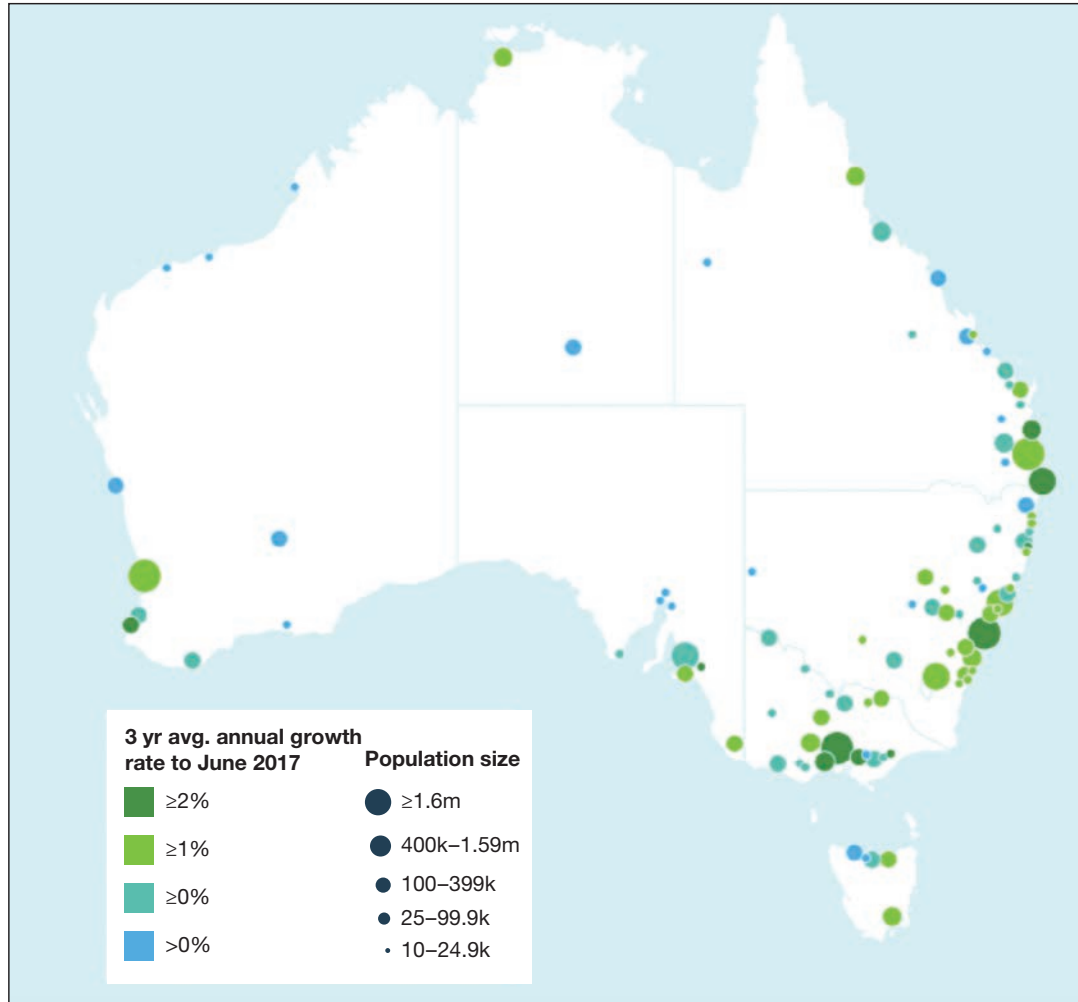 3 yr avg. annual growth
rate to June 2017
≥2%
≥1%
≥0%
>0%
Population size
≥1.6m
400k–1.59m
100–399k
25–99.9k
10–24.9k